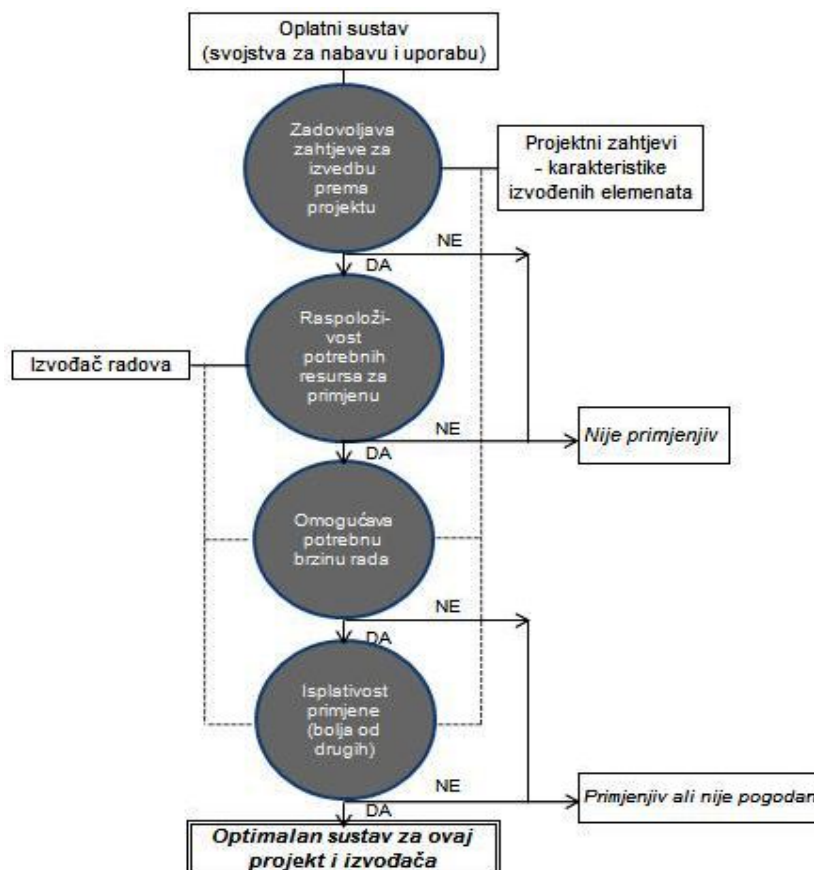 Oplatni sustav
(svojstva za nabavu i uporabu)
Zadovoljava
zahtjeve za
izvedbu
prema
projektu
Projektni zahtjevi
- karakteristike
izvođenih elemenata
NE
DA
Raspoloži-
vost
potrebnih
resursa za
primjenu
Izvođač radova
NE
Nije primjenjiv
DA
Omogućava
potrebnu
brzinu rada
NE
DA
Isplativost
primjene
(bolja od
drugih)
NE
Primjenjiv ali nije pogodan
DA
Optimalan sustav za ovaj
projekt i izvođača